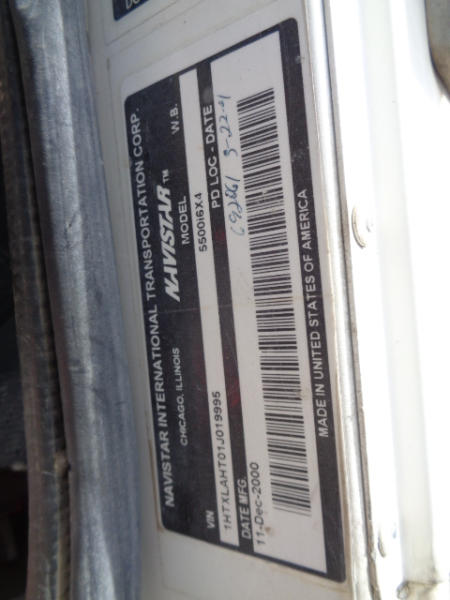 NAVISTAR INTERNATIONAL TRANSPORTATION CORP.
CHICAGO, ILLINOIS
NAVISTAR™
MODEL W.B.
VIN 5500I6X4
1HTXLAHT01J019995 PD LOC - DATE
DATE MFG.
11-Dec-2000
MADE IN UNITED STATES OF AMERICA